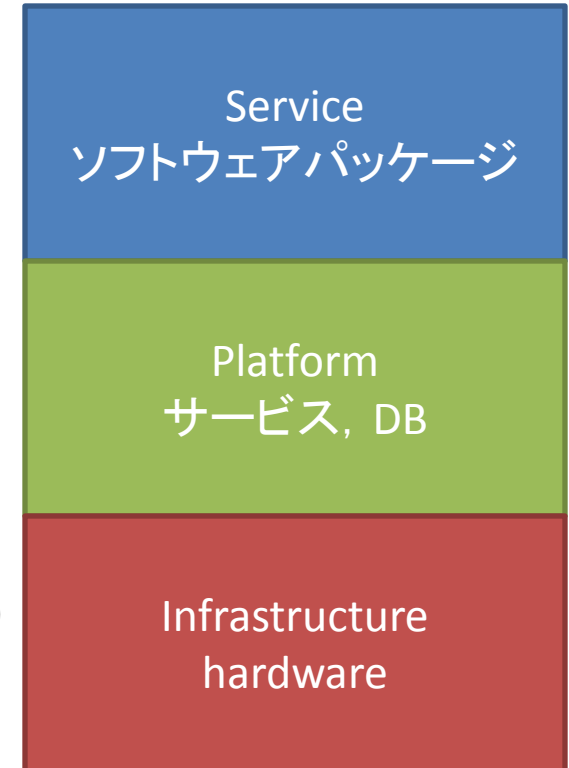 Service
ソフトウェアパッケージ
Platform
サービス, DB
Infrastructure
hardware